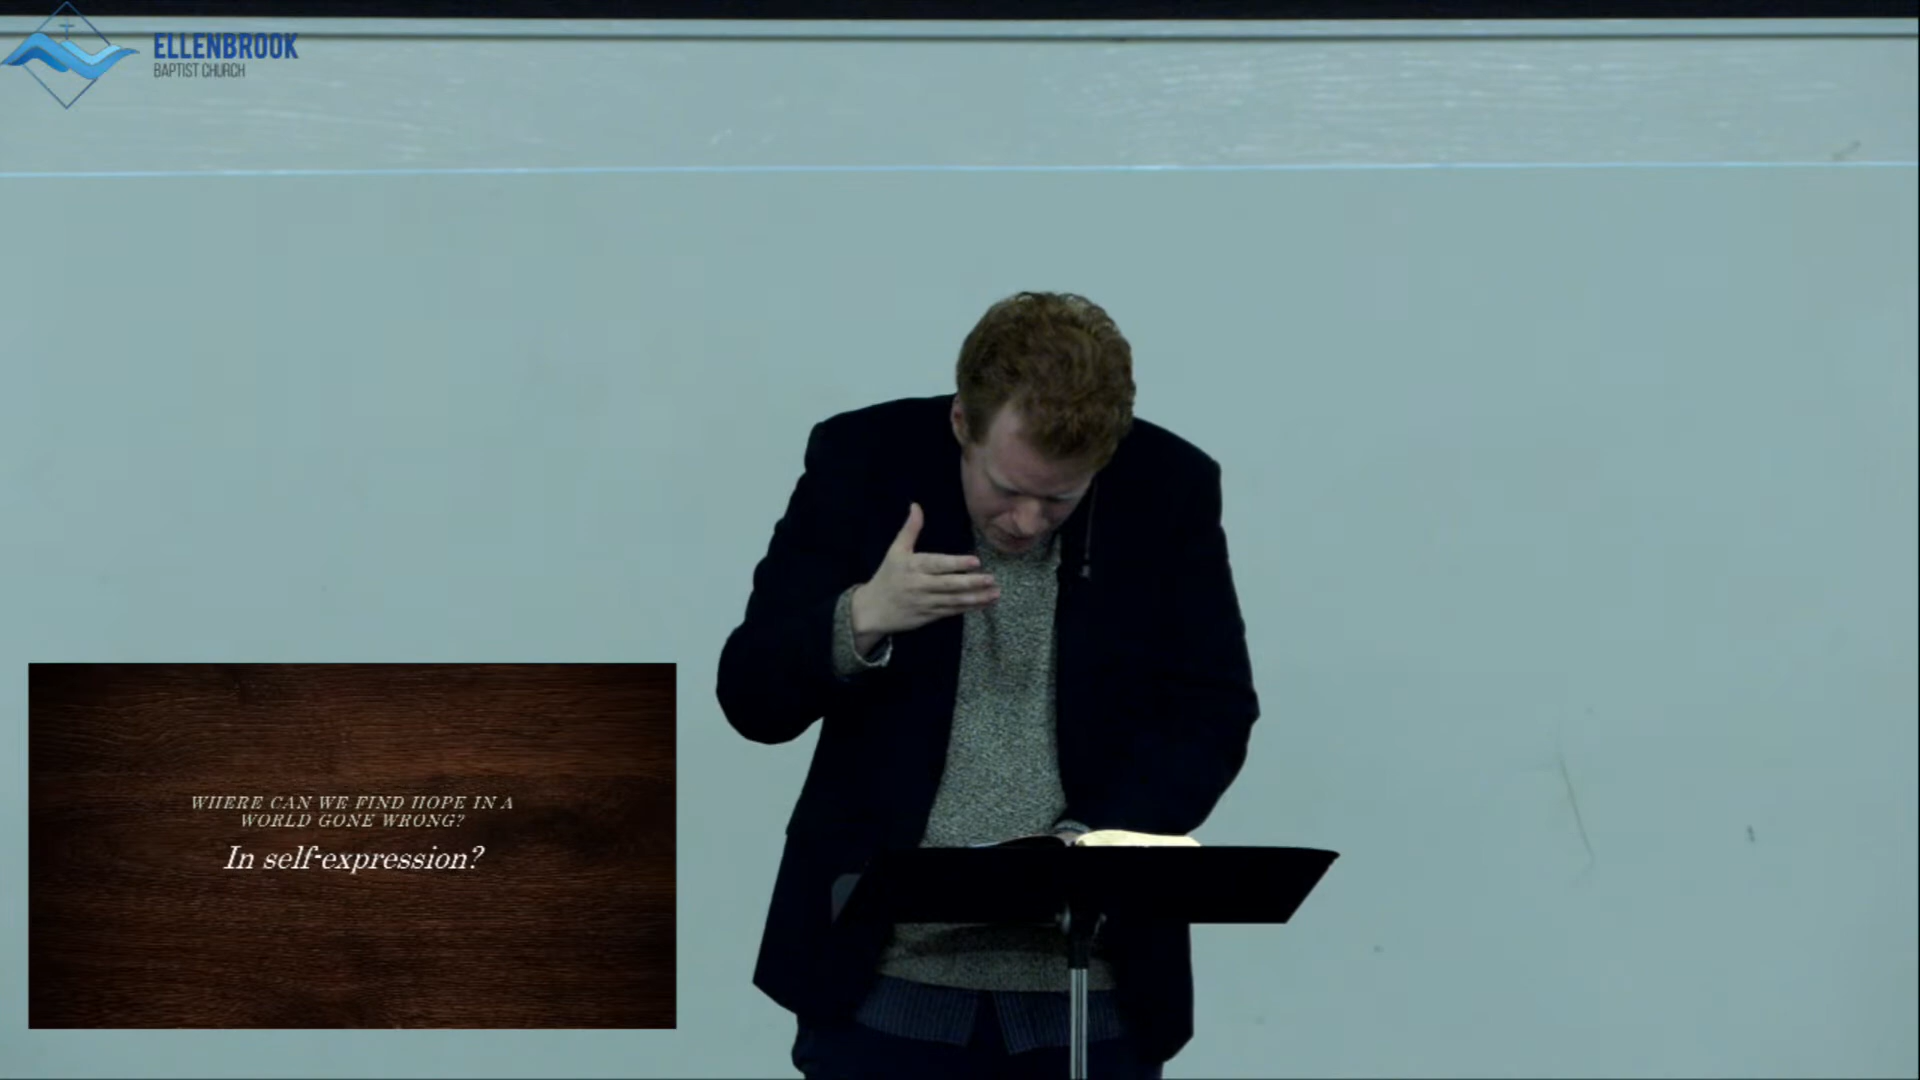 ELLENBROOK
BAPTIST CHURCH
WHERE CAN WE FIND HOPE IN A
WORLD GONE WRONG?
In self-expression?